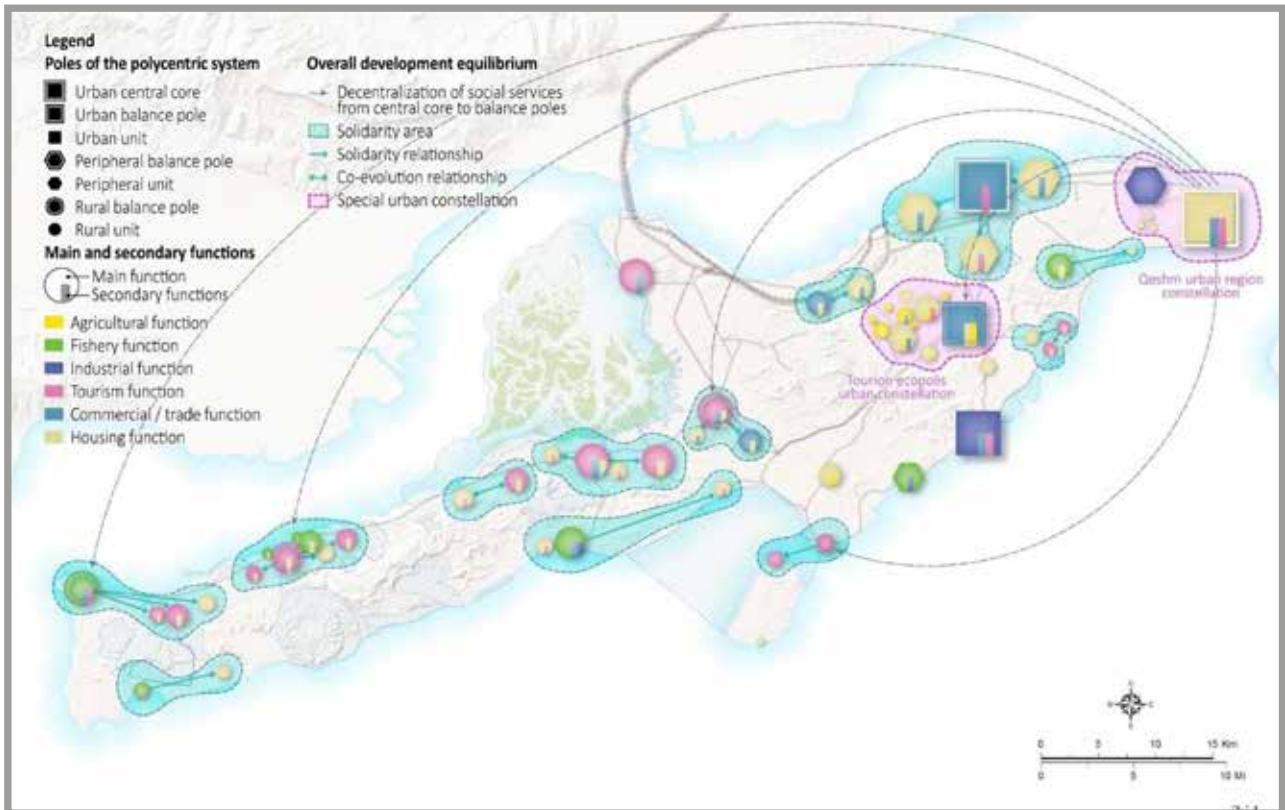 Legend
Poles of the polycentric system
Urban central core
Urban balance pole
Urban unit
Peripheral balance pole
Peripheral unit
Rural balance pole
Rural unit
Main and secondary functions
Main function
Secondary functions
Agricultural function
Fishery function
Industrial function
Tourism function
Commercial / trade function
Housing function
Overall development equilibrium
Decentralization of social services
from central core to balance poles
Solidarity area
Solidarity relationship
Co-evolution relationship
Special urban constellation
Qeshm urban region
constellation
ecopolis
urban constellation
0 5 10 15 Km
0 5 10 Mi